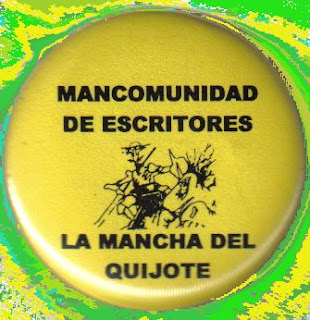 MANCOMUNIDAD
DE ESCRITORES
LA MANCHA DEL
QUIJOTE